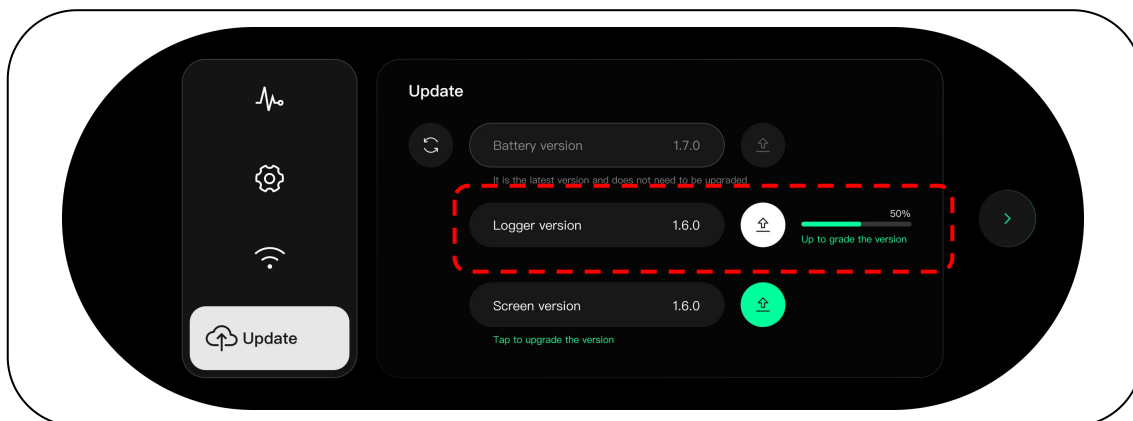 Update
Battery version 1.7.0
It is the latest version and does not need to be upgraded
Logger version 1.6.0
50%
Up to grade the version
Screen version 1.6.0
Tap to upgrade the version
Update